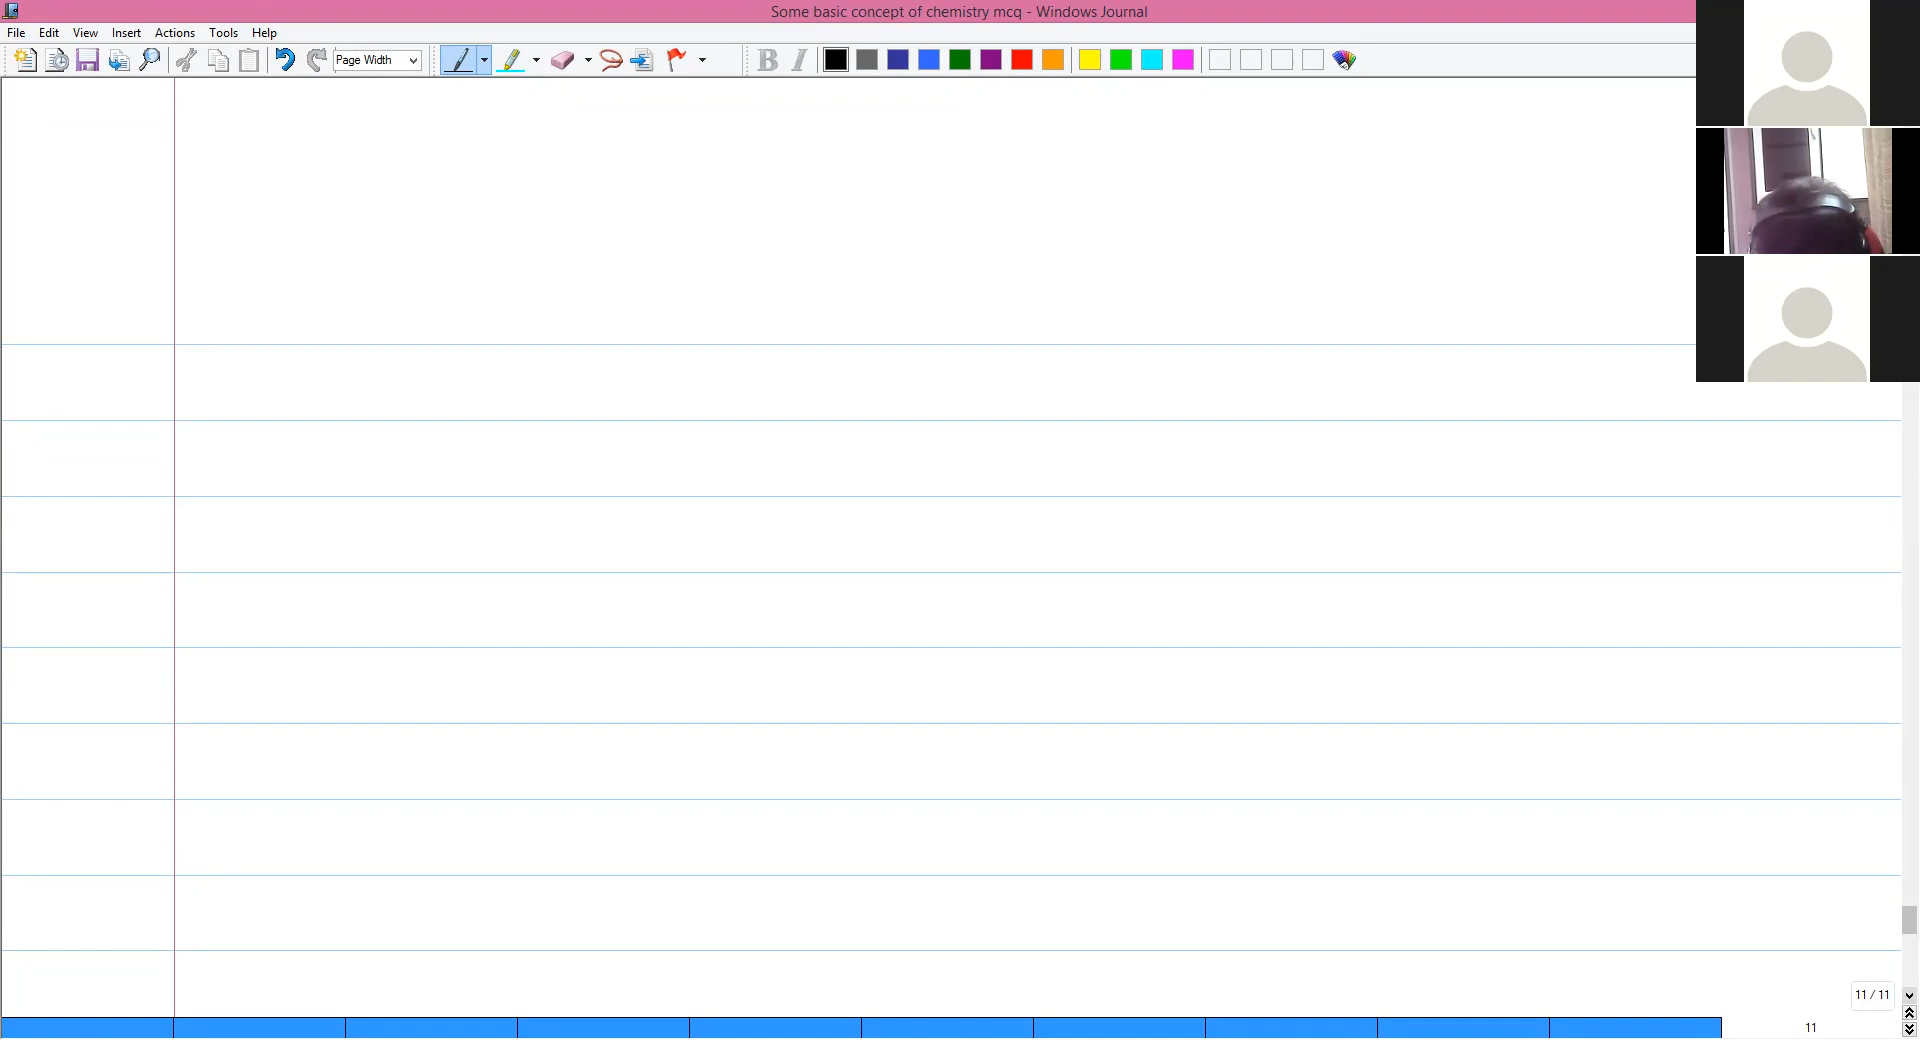 Some basic concept of chemistry mcq - Windows Journal
File Edit View Insert Actions Tools Help
Page Width B I
11 / 11
11